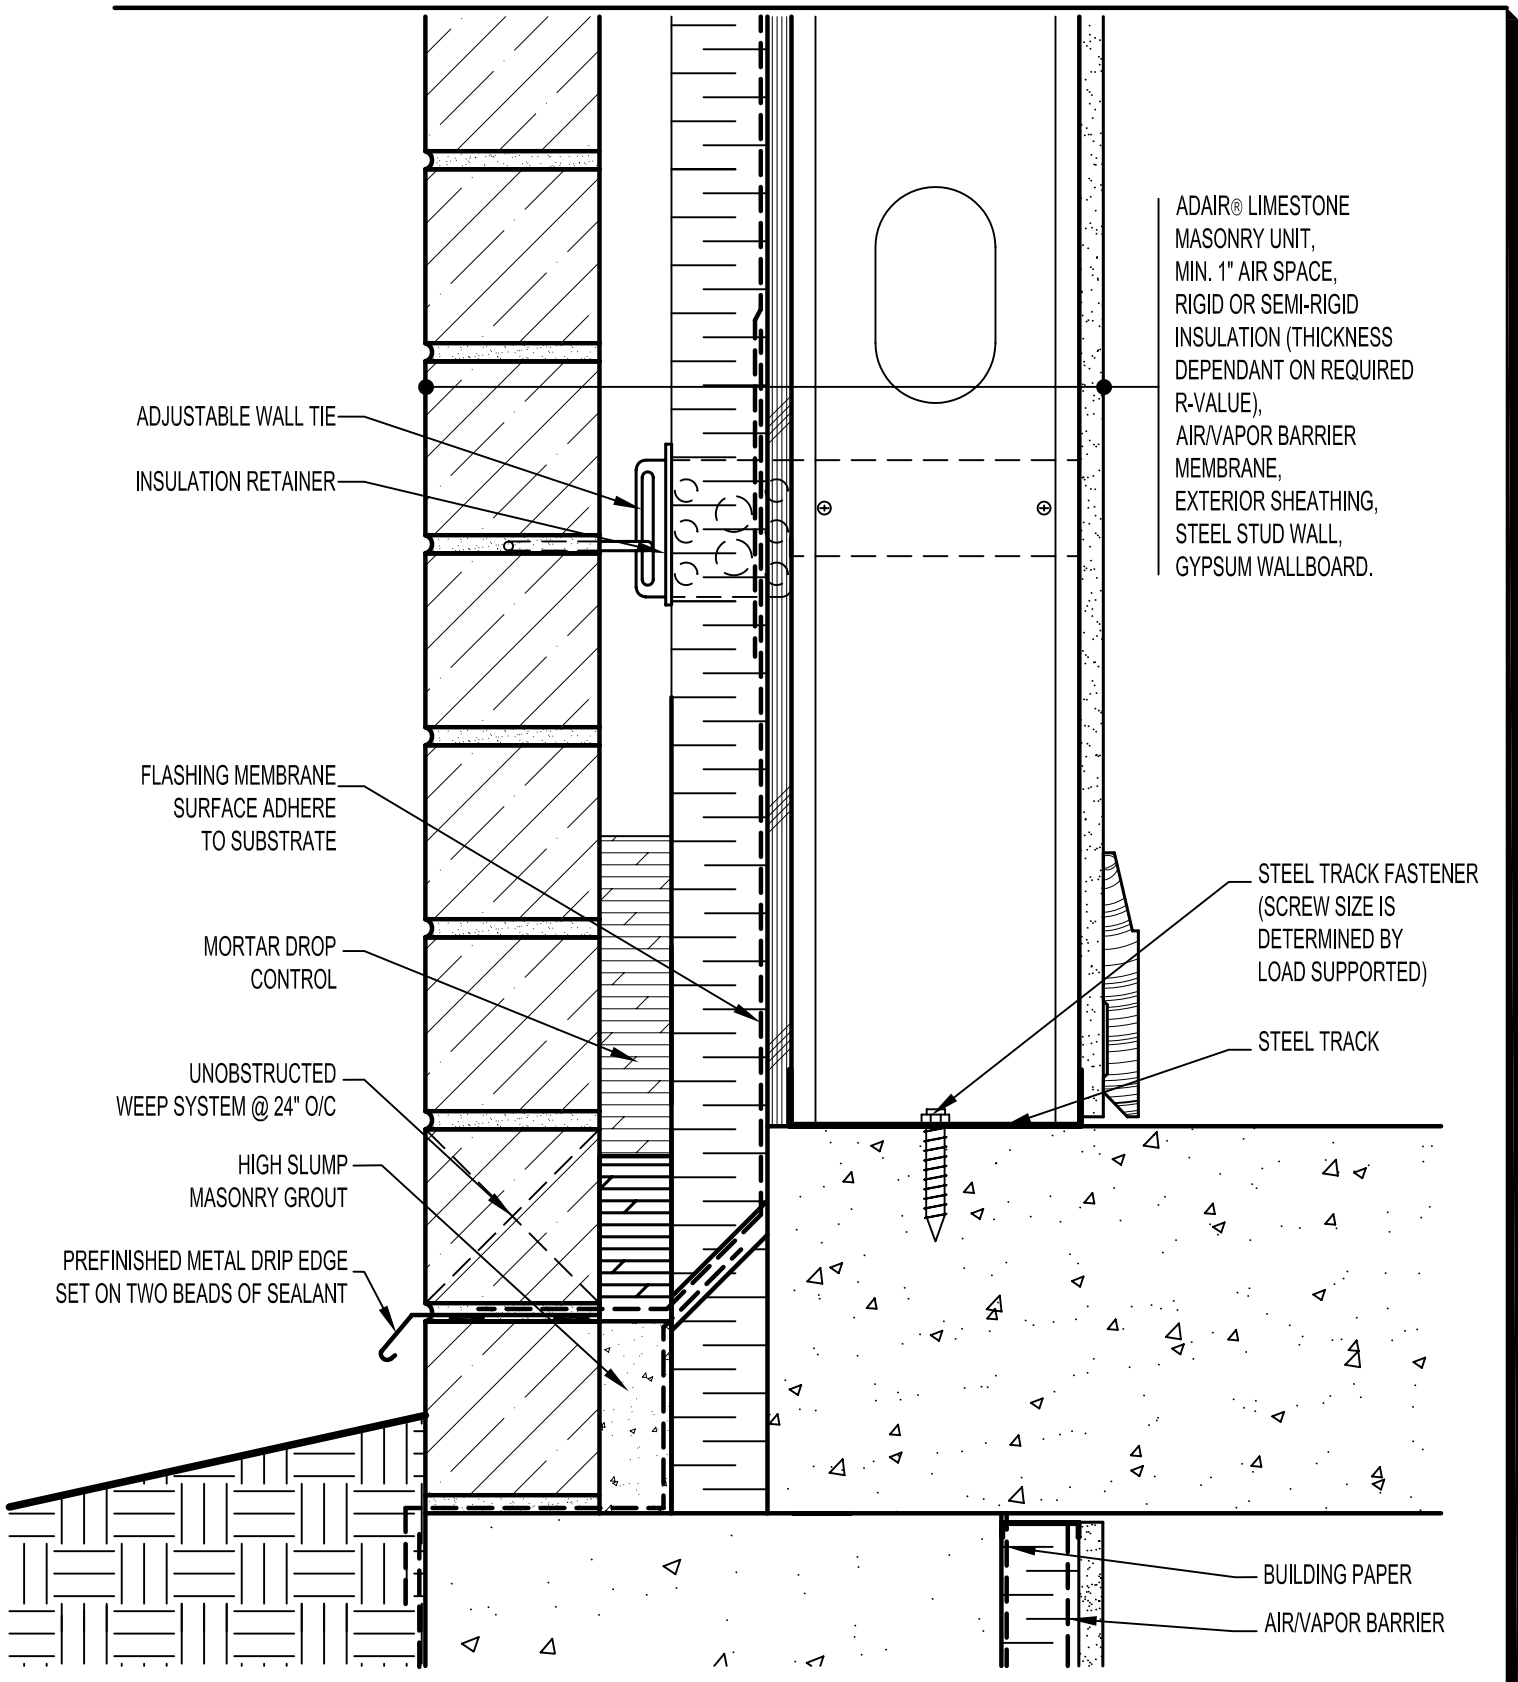 ADAIR® LIMESTONE
MASONRY UNIT,
MIN. 1" AIR SPACE,
RIGID OR SEMI-RIGID
INSULATION (THICKNESS
DEPENDANT ON REQUIRED
R-VALUE),
AIR/VAPOR BARRIER
MEMBRANE,
EXTERIOR SHEATHING,
STEEL STUD WALL,
GYPSUM WALLBOARD.
ADJUSTABLE WALL TIE
INSULATION RETAINER
FLASHING MEMBRANE
SURFACE ADHERE
TO SUBSTRATE
MORTAR DROP
CONTROL
UNOBSTRUCTED
WEEP SYSTEM @ 24" O/C
HIGH SLUMP
MASONRY GROUT
PREFINISHED METAL DRIP EDGE
SET ON TWO BEADS OF SEALANT
STEEL TRACK FASTENER
(SCREW SIZE IS
DETERMINED BY
LOAD SUPPORTED)
STEEL TRACK
BUILDING PAPER
AIR/VAPOR BARRIER